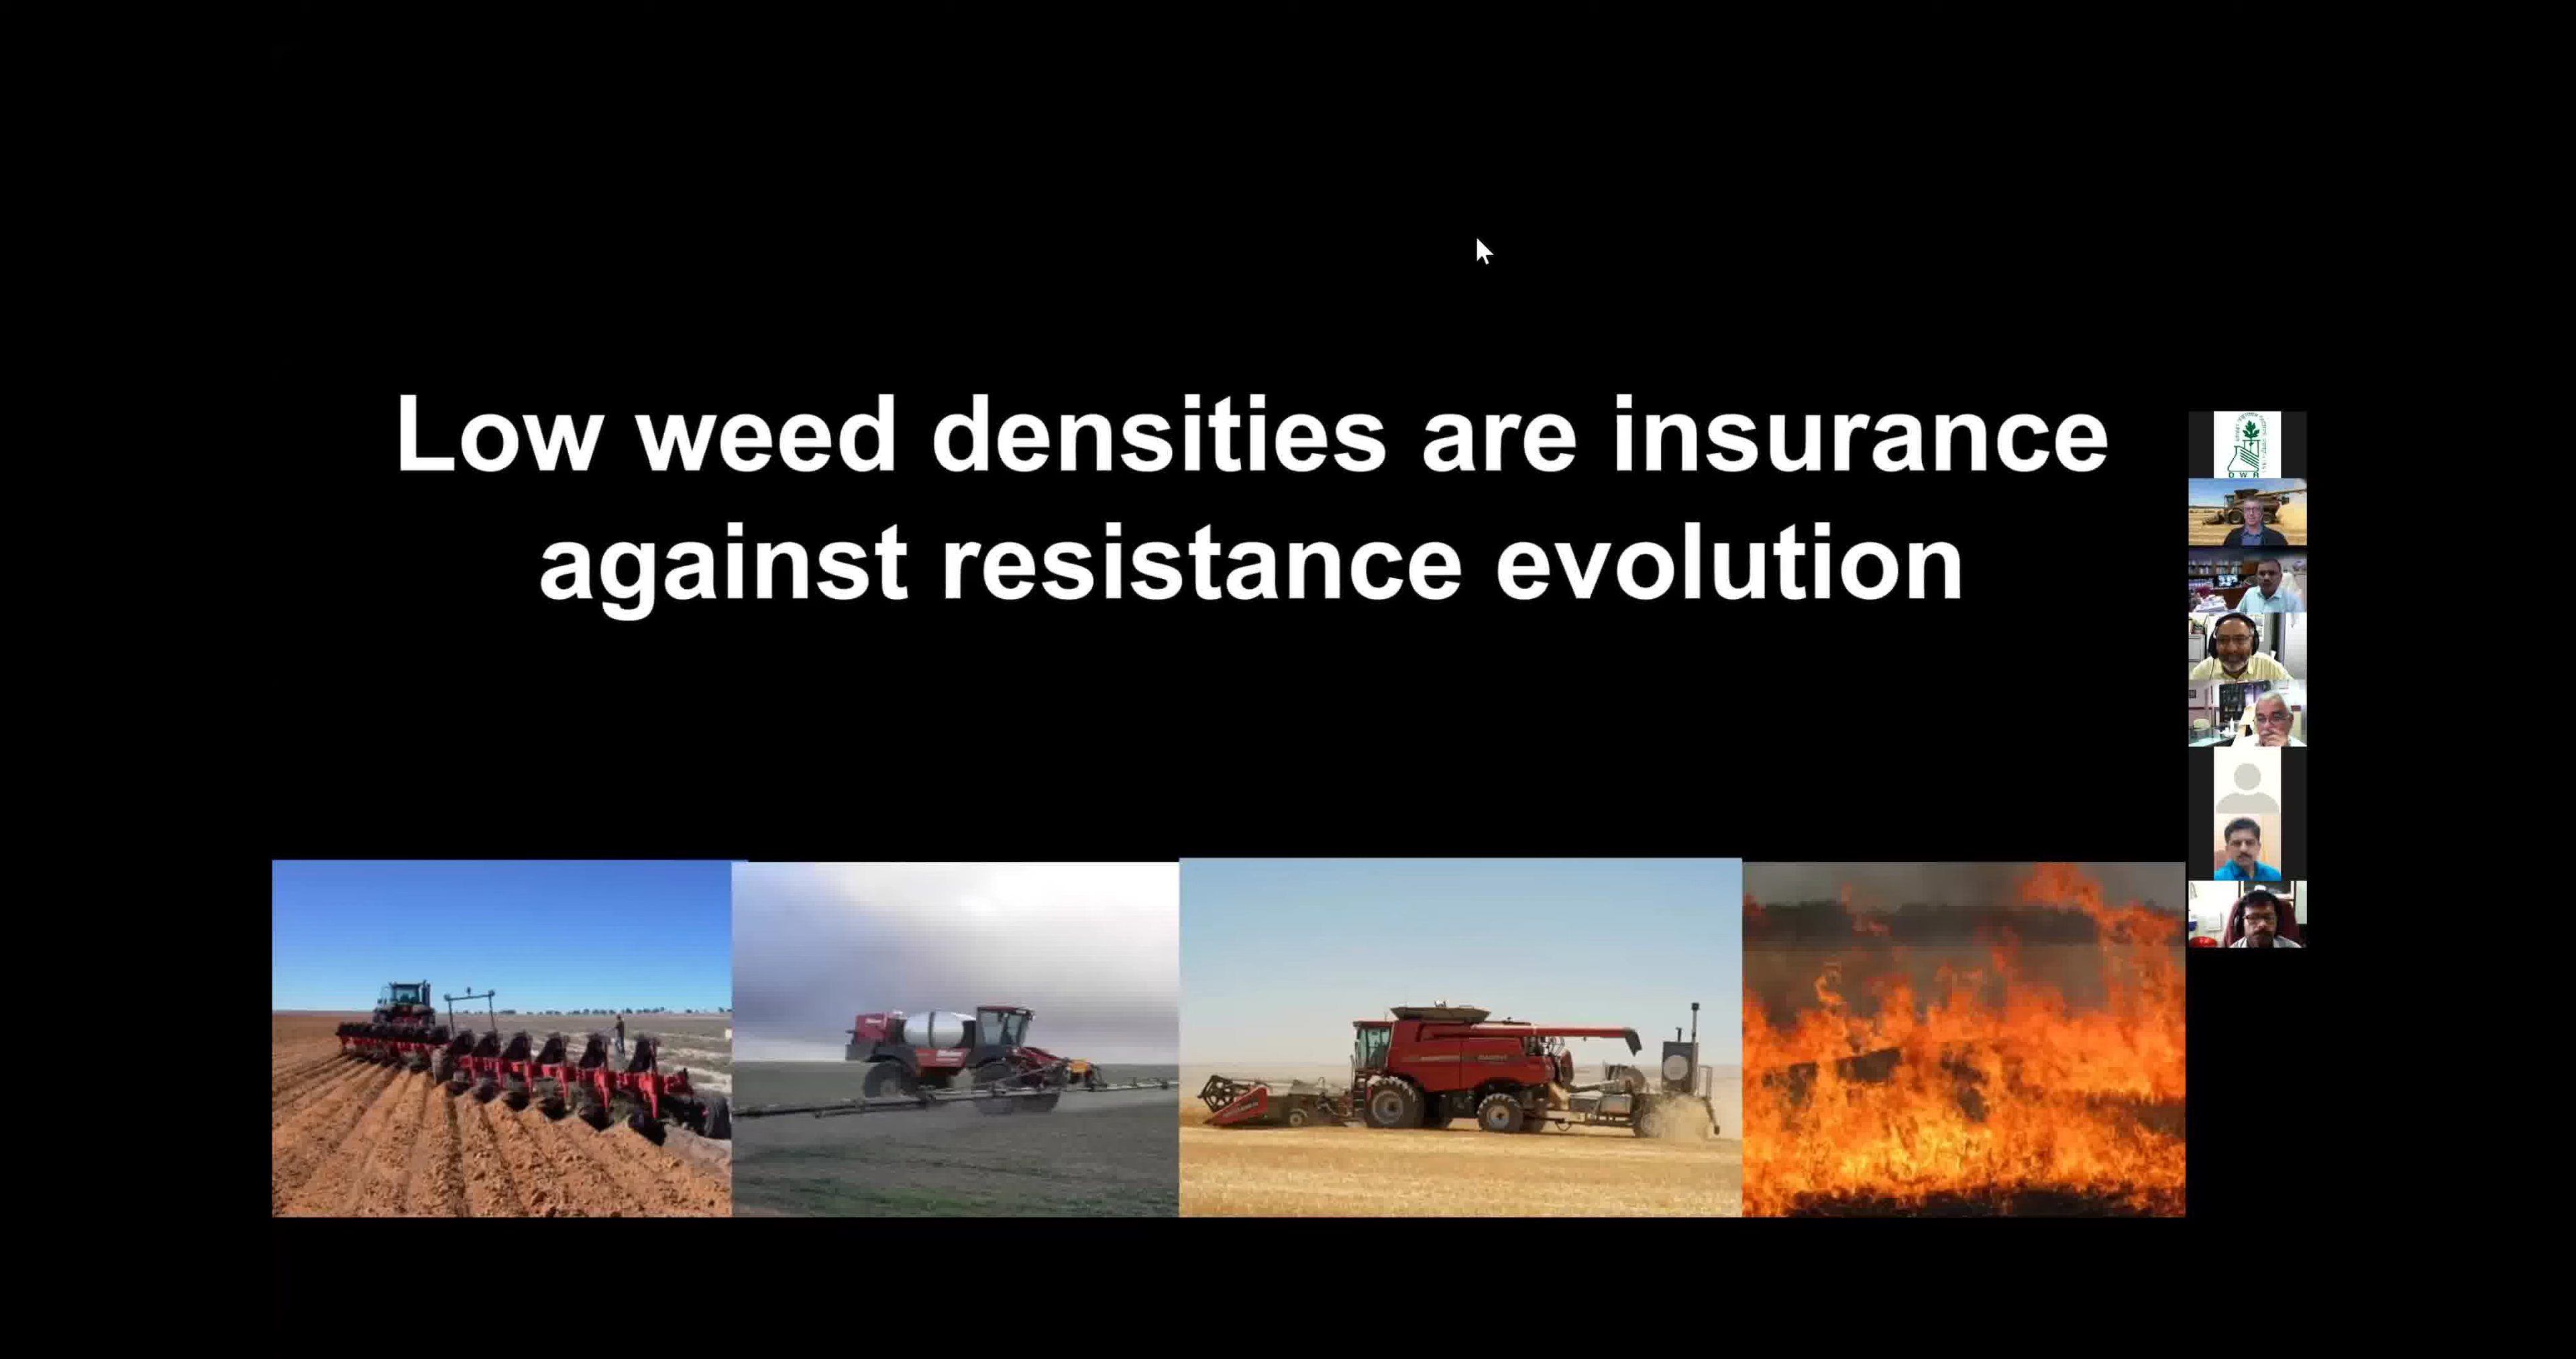 Low weed densities are insurance
against resistance evolution
D W R